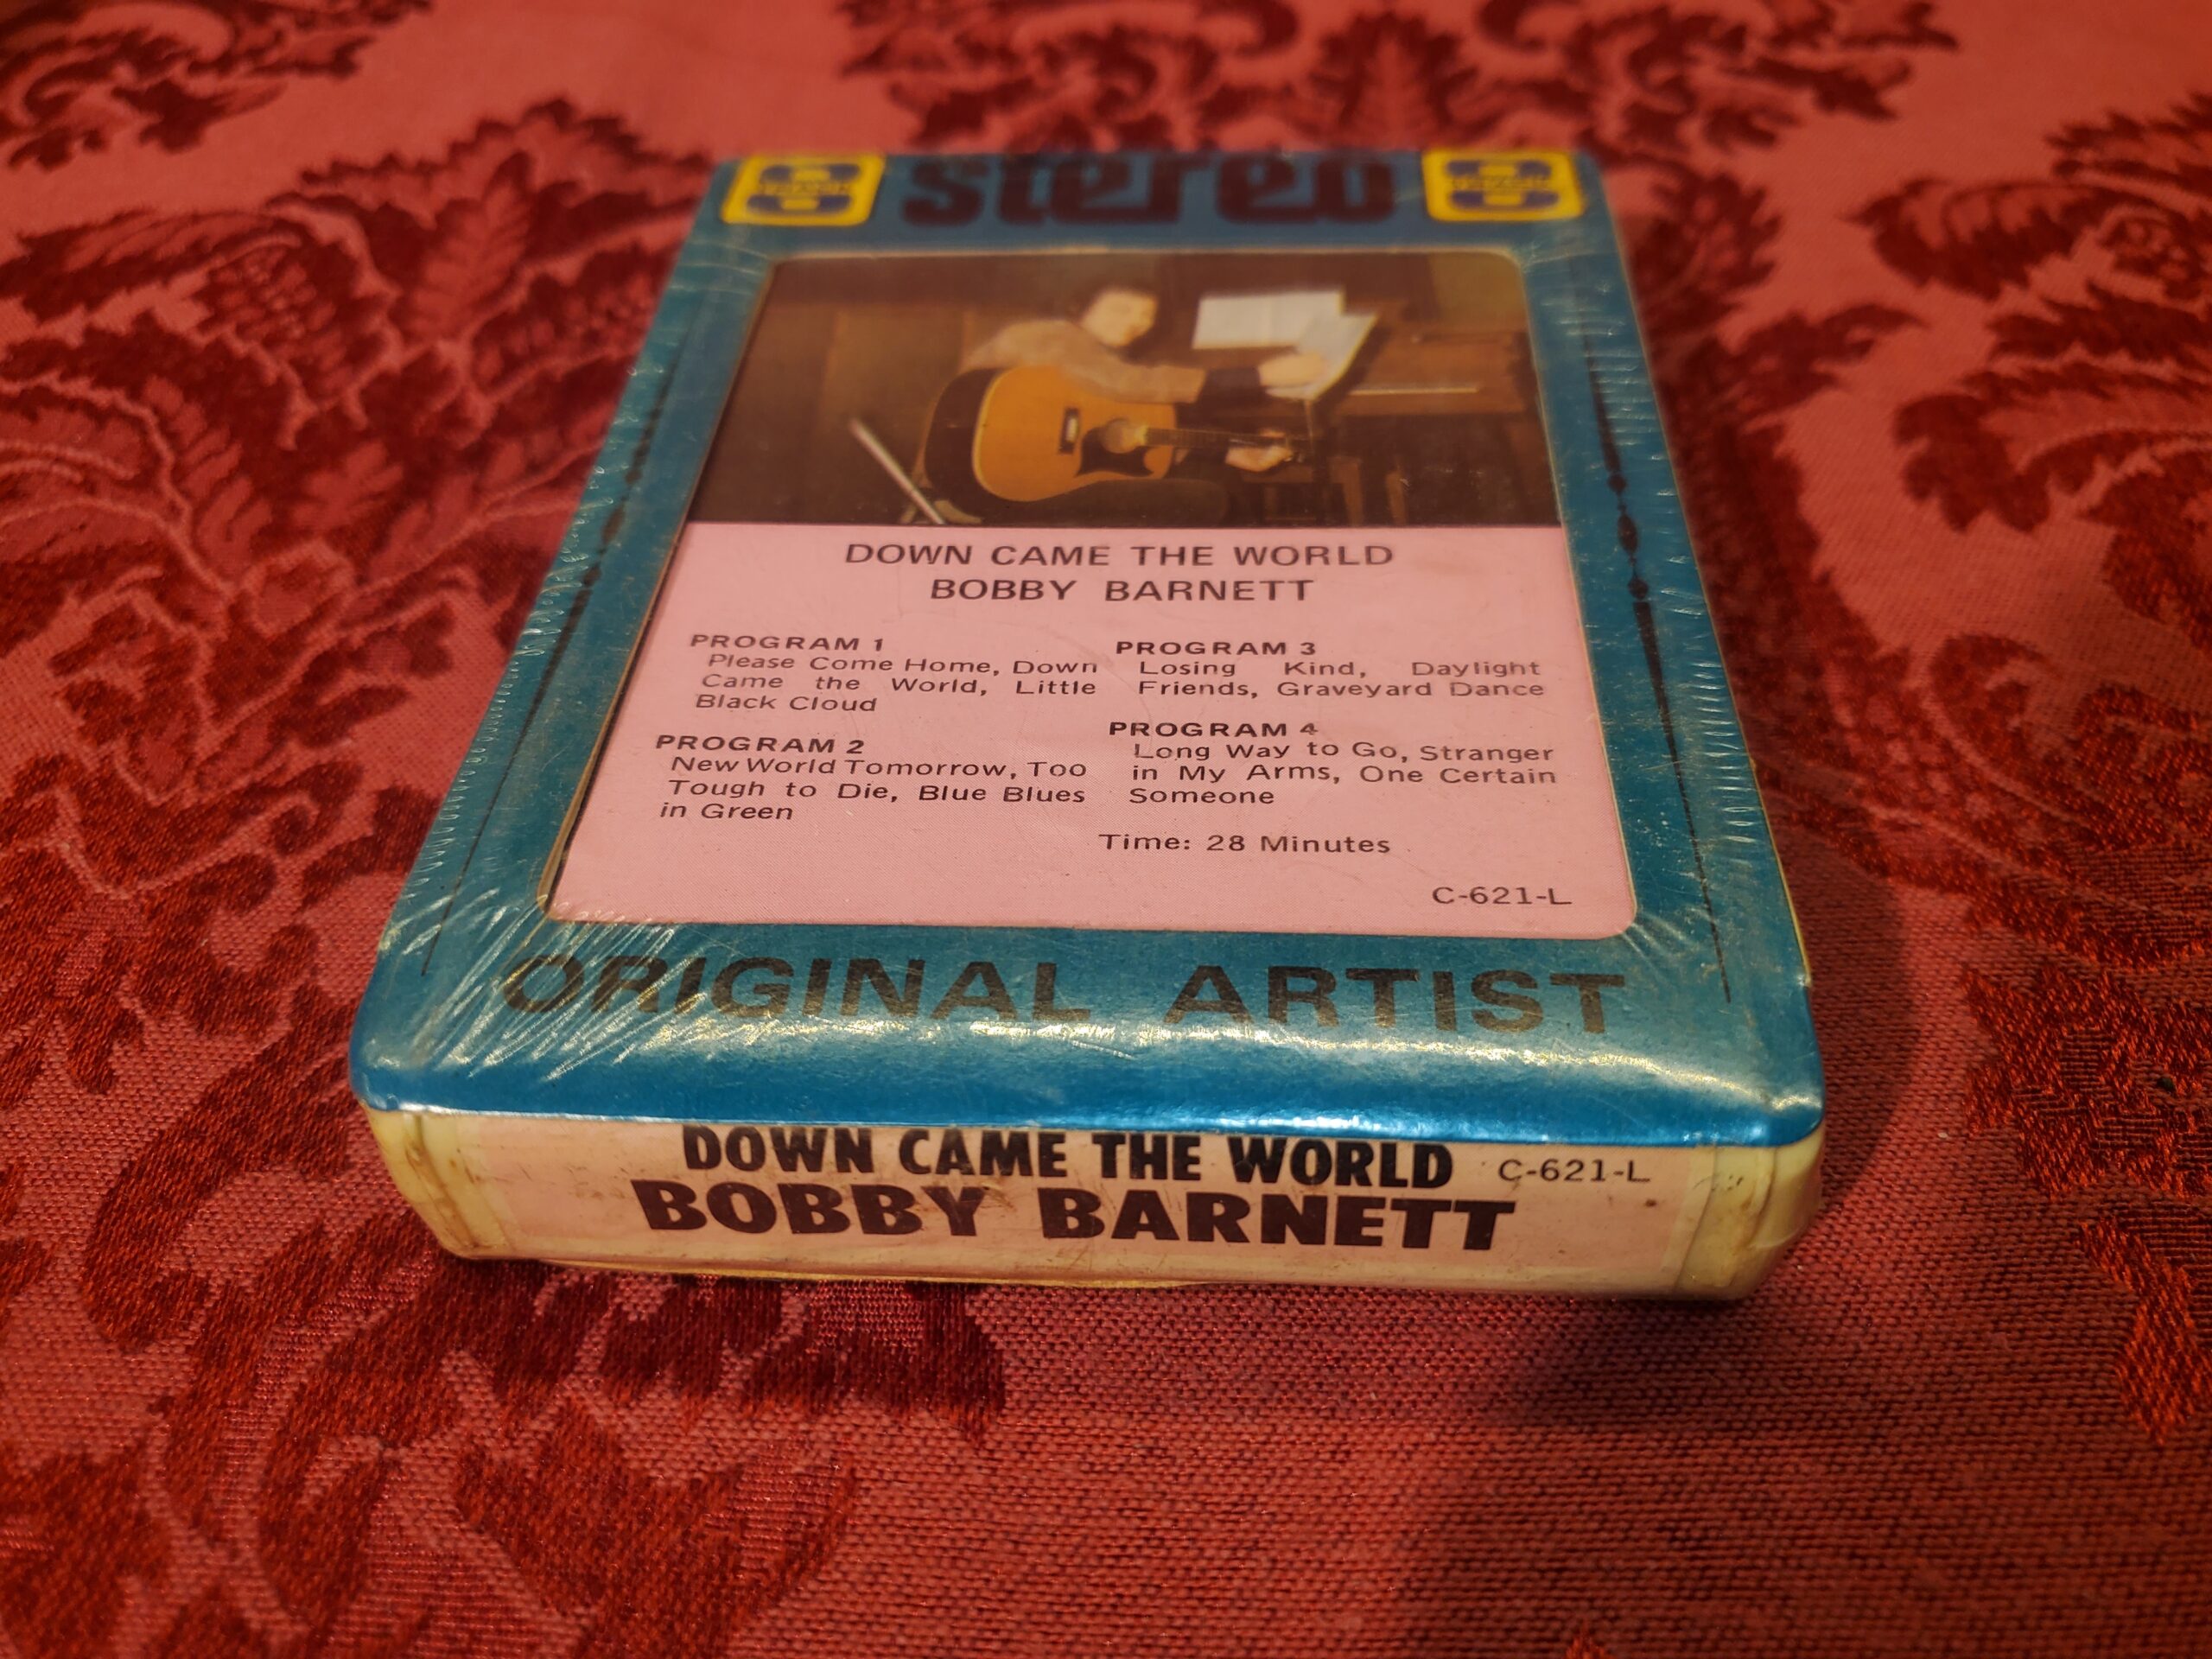 stereo
DOWN CAME THE WORLD
BOBBY BARNETT
PROGRAM 1
Please Come Home, Down
Came the World, Little
Black Cloud
PROGRAM 2
New World Tomorrow, Too
Tough to Die, Blue Blues
in Green
PROGRAM 3
Losing Kind, Daylight
Friends, Graveyard Dance
PROGRAM 4
Long Way to Go, Stranger
in My Arms, One Certain
Someone
Time: 28 Minutes
C-621-L
ORIGINAL ARTIST
DOWN CAME THE WORLD C-621-L
BOBBY BARNETT